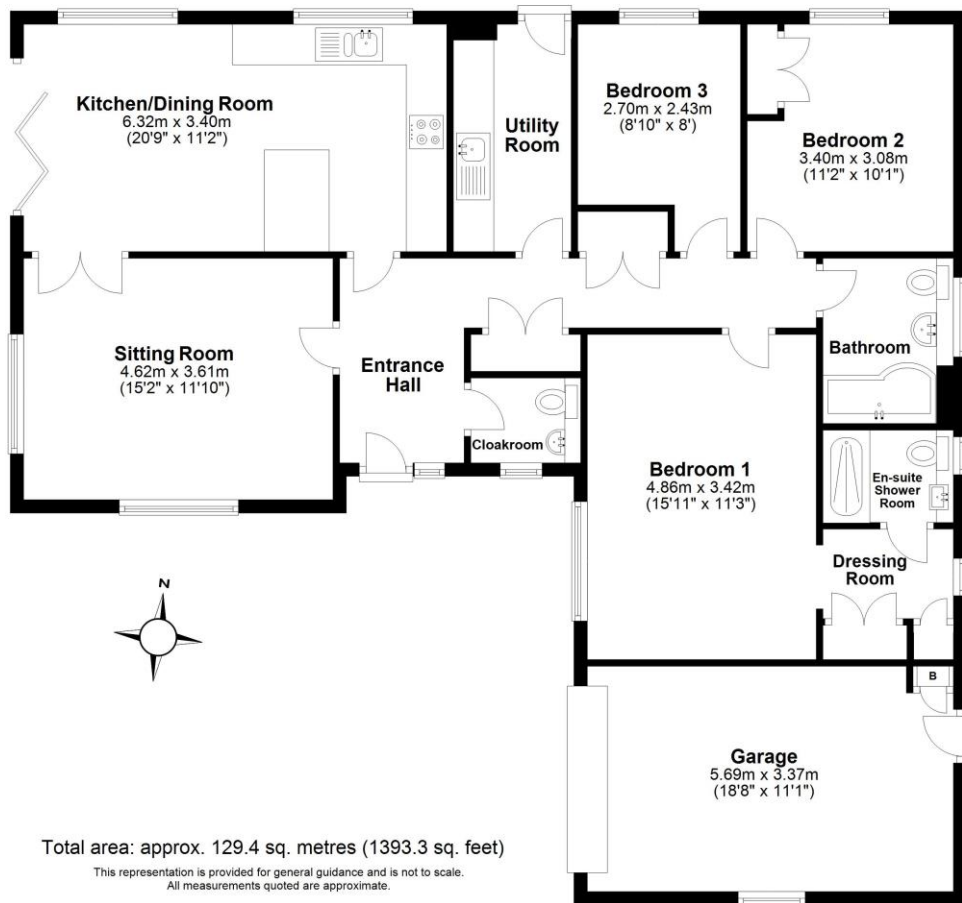 Kitchen/Dining Room
6.32m x 3.40m
(20'9" x 11'2")
Utility
Room
Bedroom 3
2.70m x 2.43m
(8'10" x 8')
Bedroom 2
3.40m x 3.08m
(11'2" x 10'1")
Sitting Room
4.62m x 3.61m
(15'2" x 11'10")
Entrance
Hall
Cloakroom
Bathroom
Bedroom 1
4.86m x 3.42m
(15'11" x 11'3")
En-suite
Shower
Room
Dressing
Room
N
B
Garage
5.69m x 3.37m
(18'8" x 11'1")
Total area: approx. 129.4 sq. metres (1393.3 sq. feet)
This representation is provided for general guidance and is not to scale.
All measurements quoted are approximate.